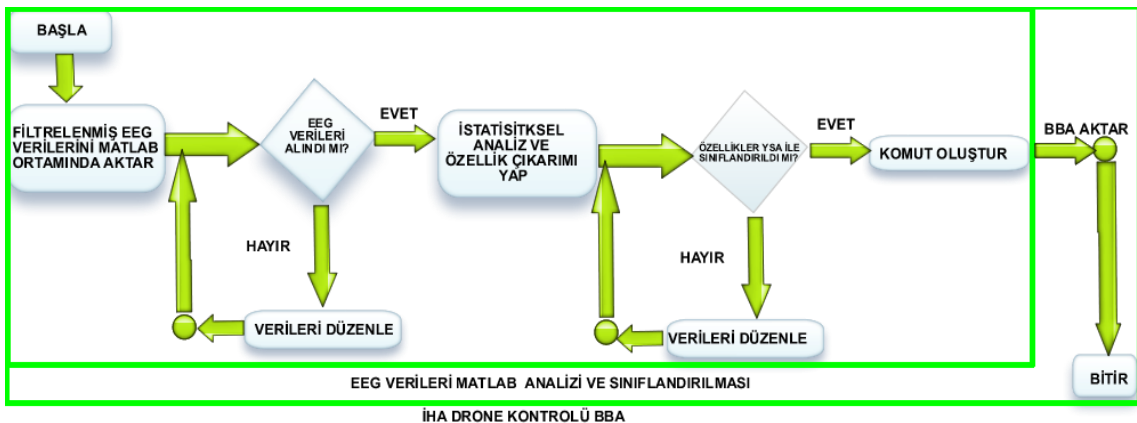 BAŞLA
FİLTRELENMİŞ EEG
VERİLERİNİ MATLAB
ORTAMINDA AKTAR
EEG
VERİLERİ
ALINDI MI?
EVET
HAYIR
VERİLERİ DÜZENLE
İSTATİSİTKSEL
ANALİZ VE
ÖZELLİK ÇIKARIMI
YAP
ÖZELLİKLER YSA İLE
SINIFLANDIRILDI MI?
EVET
HAYIR
VERİLERİ DÜZENLE
KOMUT OLUŞTUR
BBA AKTAR
BİTİR
EEG VERİLERİ MATLAB ANALİZİ VE SINIFLANDIRILMASI
İHA DRONE KONTROLÜ BBA